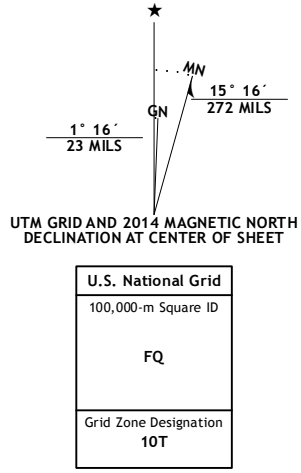 MN
GN
15° 16´
272 MILS
1° 16´
23 MILS
UTM GRID AND 2014 MAGNETIC NORTH
DECLINATION AT CENTER OF SHEET
U.S. National Grid
100,000-m Square ID
FQ
Grid Zone Designation
10T